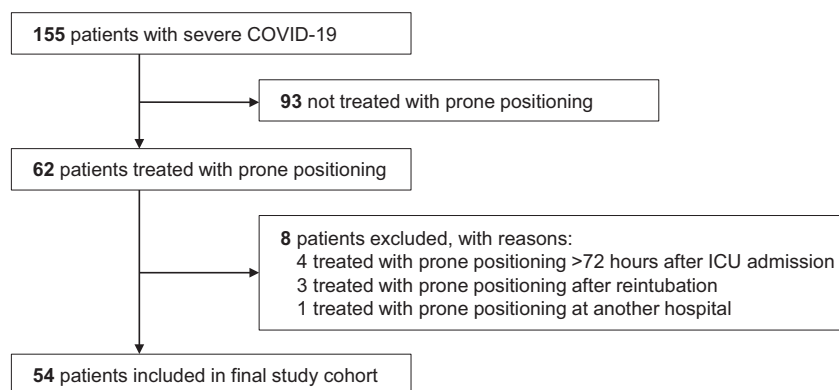 155 patients with severe COVID-19
93 not treated with prone positioning
62 patients treated with prone positioning
8 patients excluded, with reasons:
4 treated with prone positioning >72 hours after ICU admission
3 treated with prone positioning after reintubation
1 treated with prone positioning at another hospital
54 patients included in final study cohort